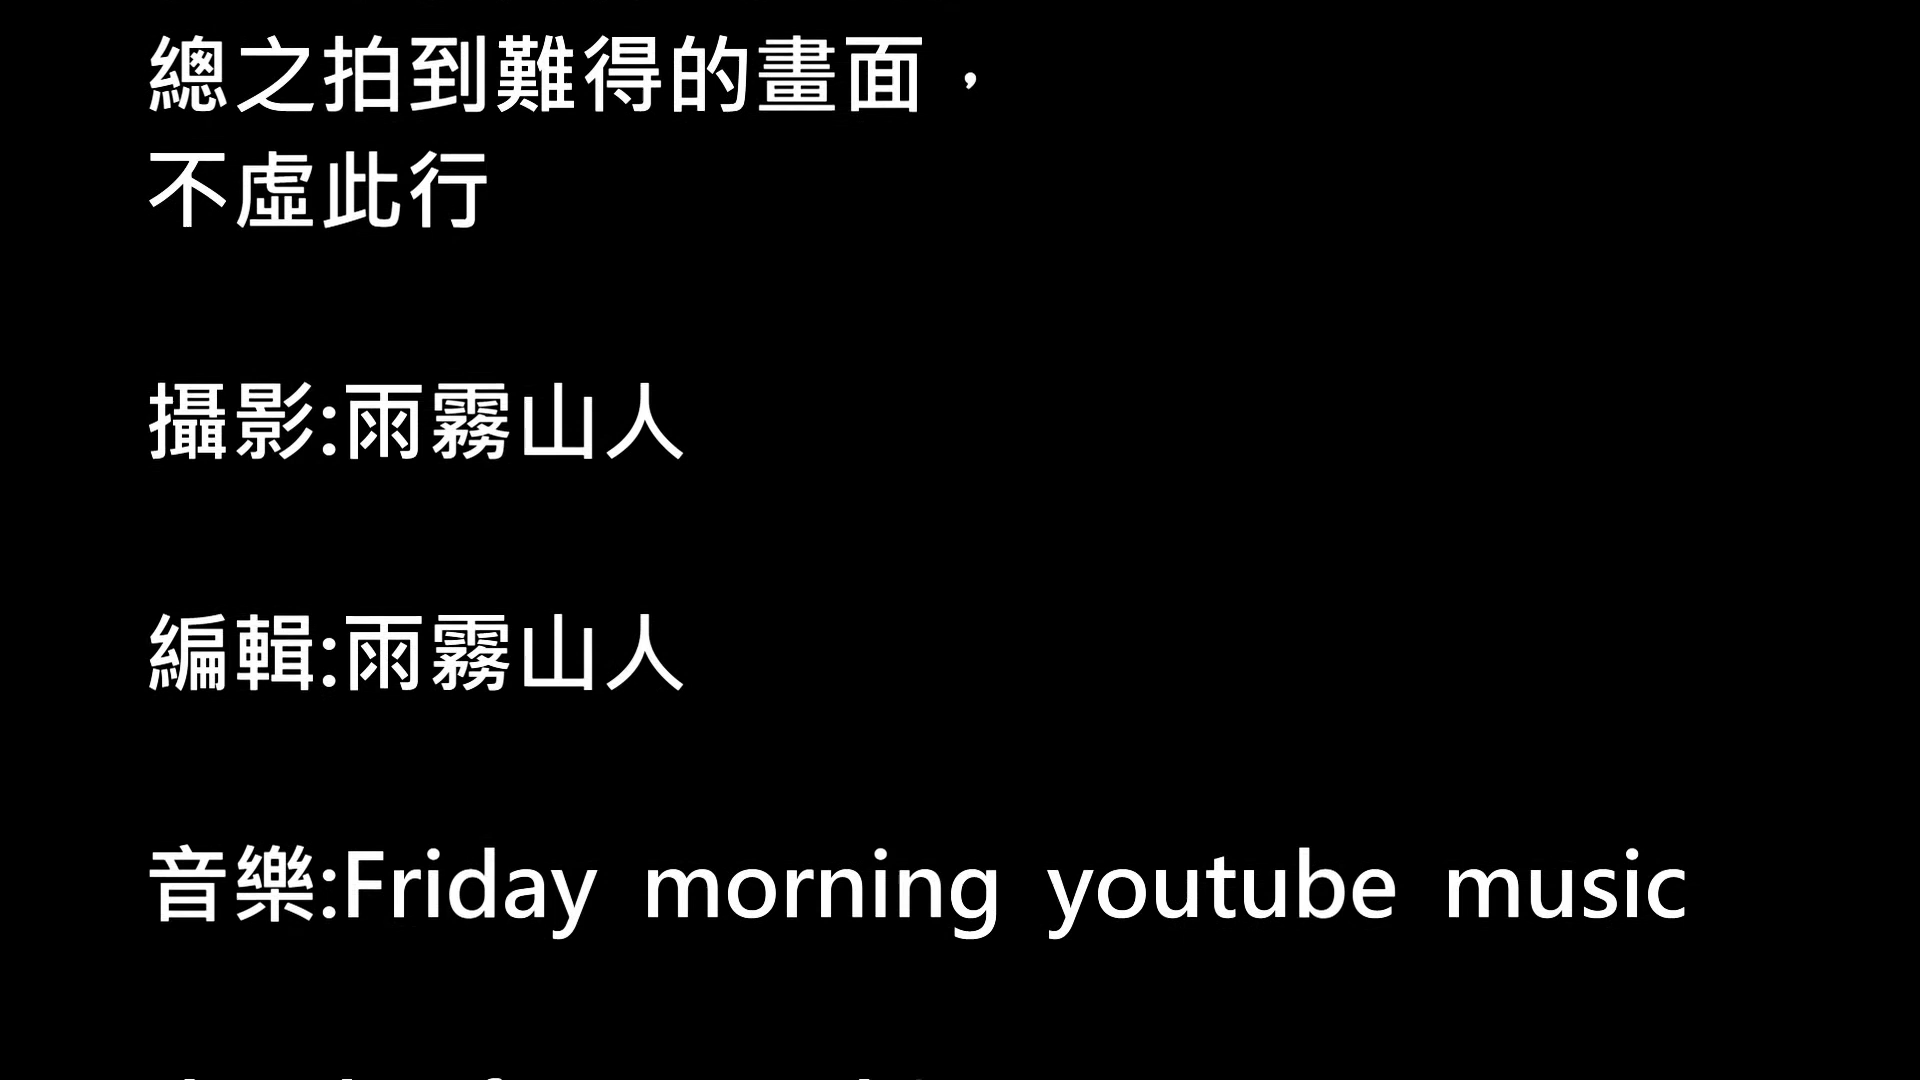 總之拍到難得的畫面，
不虛此行
攝影:雨霧山人
編輯:雨霧山人
音樂:Friday morning youtube music